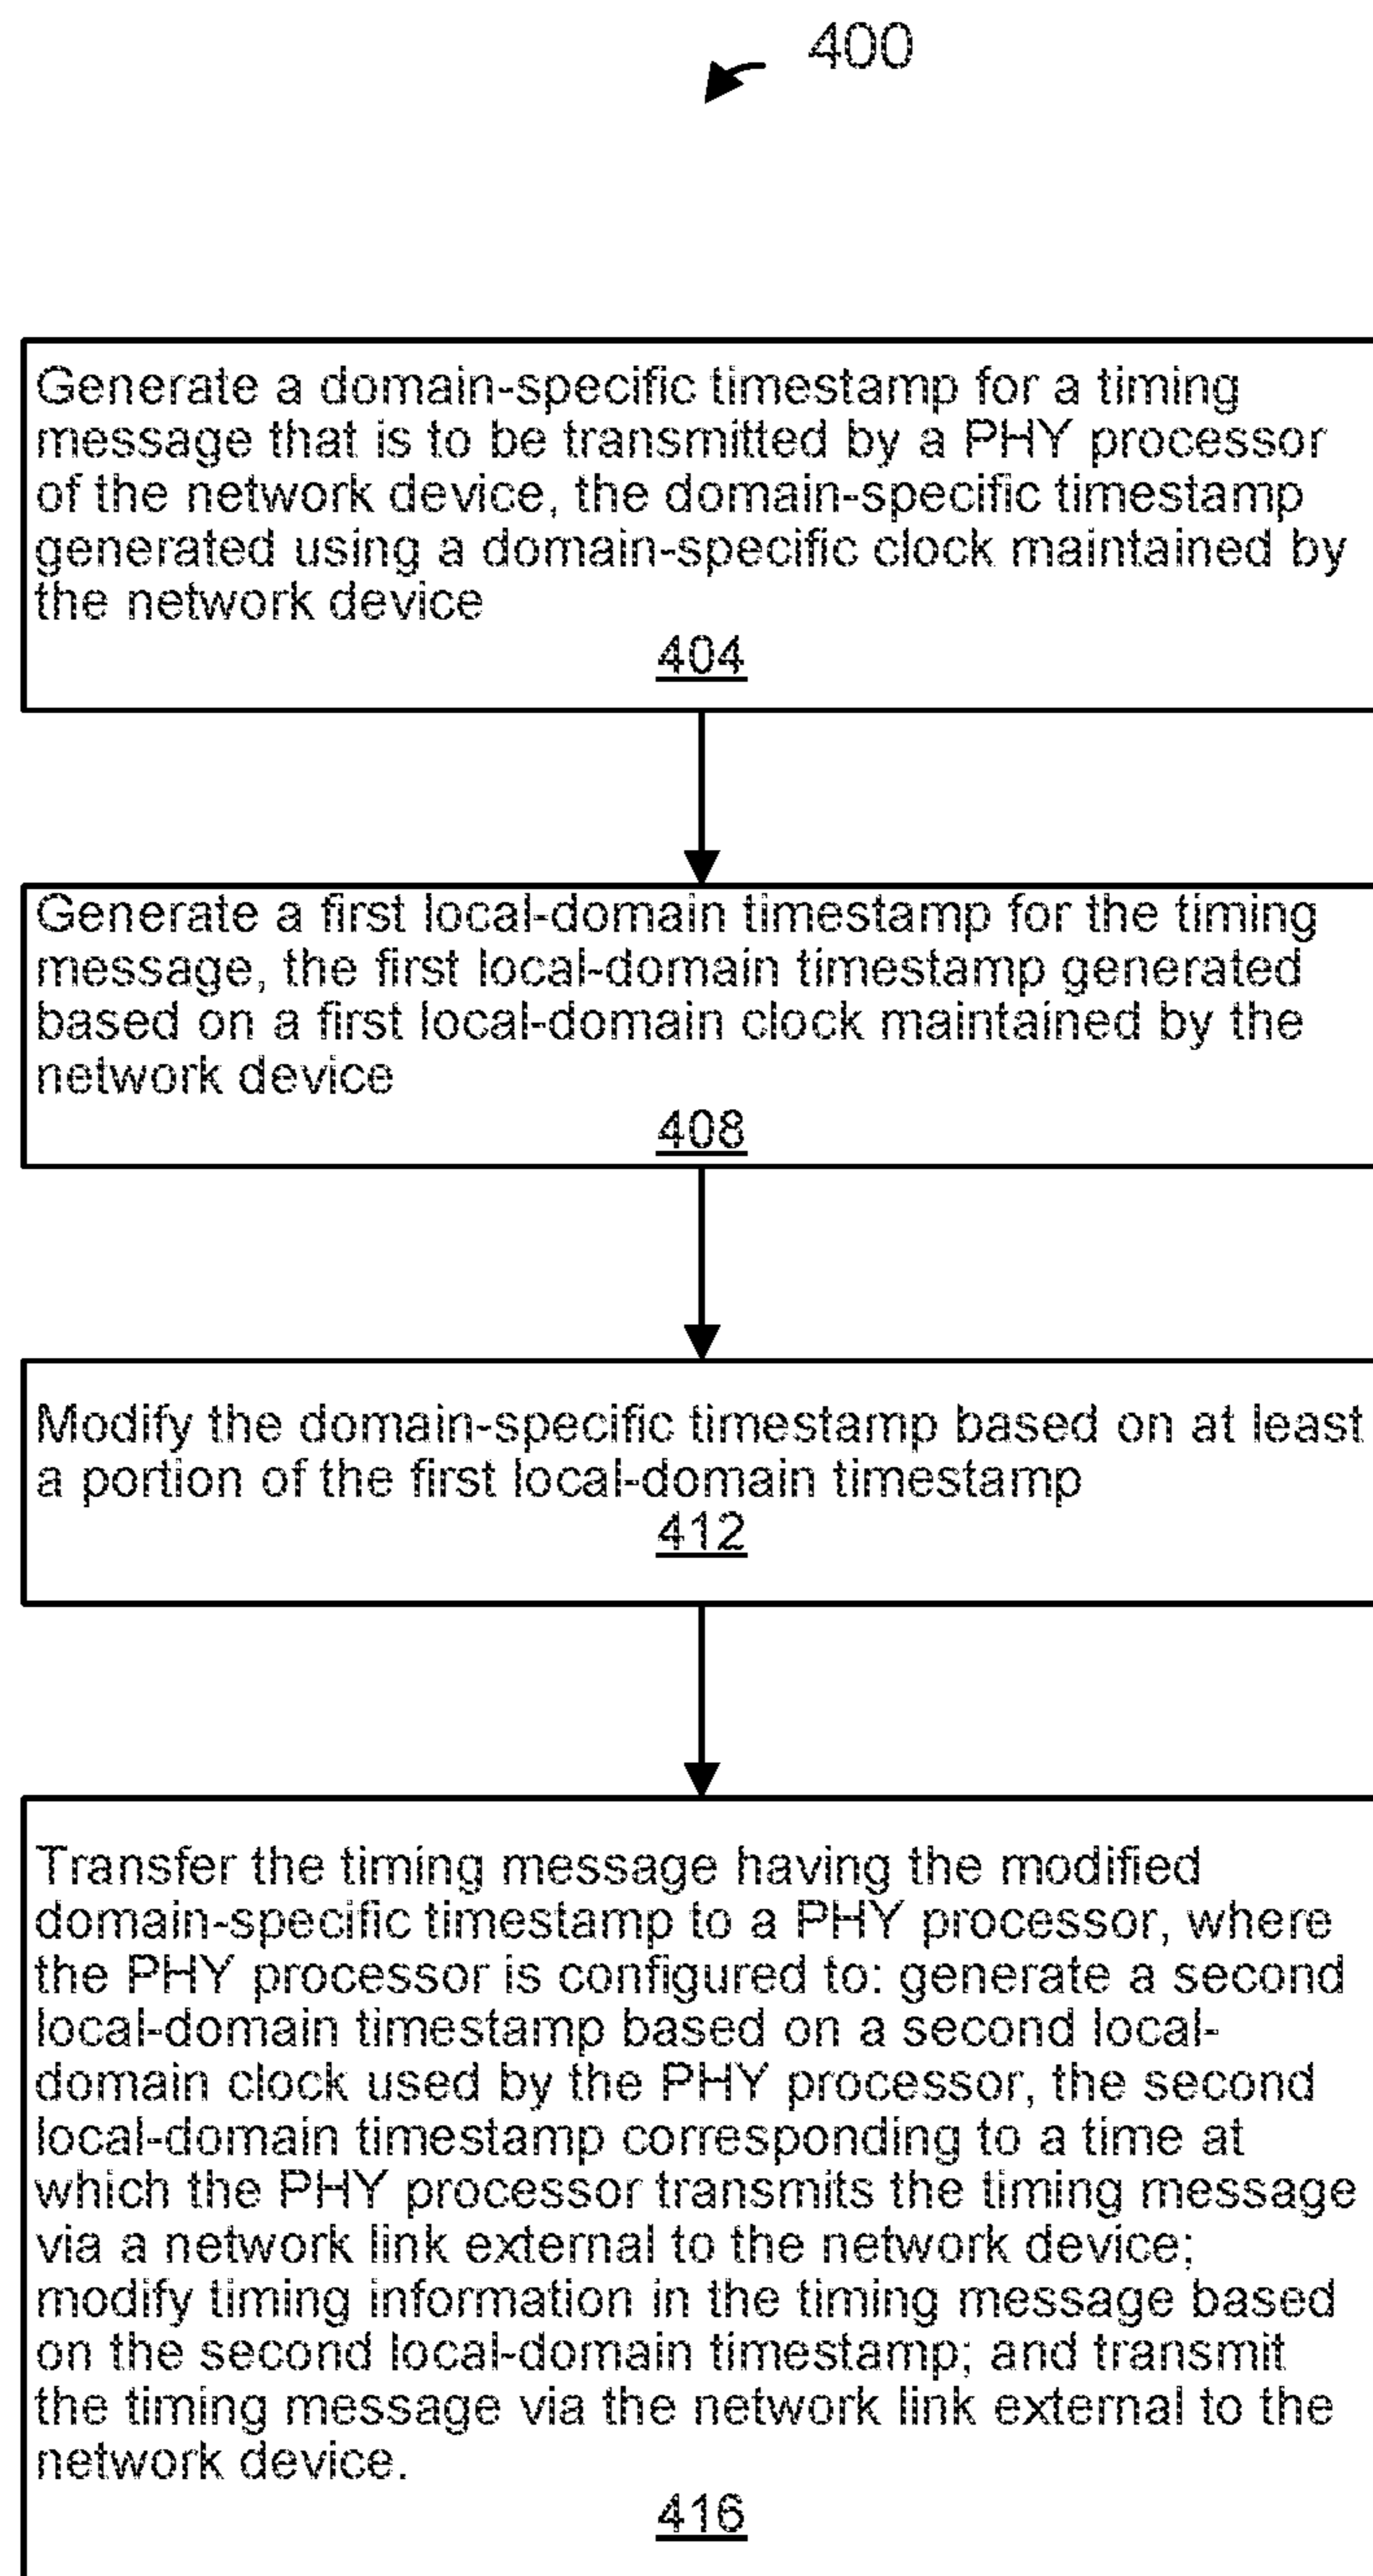 400
Generate a domain-specific timestamp for a timing
message that is to be transmitted by a PHY processor
of the network device, the domain-specific timestamp
generated using a domain-specific clock maintained by
the network device
404
Generate a first local-domain timestamp for the timing
message, the first local-domain timestamp generated
based on a first local-domain clock maintained by the
network device
408
Modify the domain-specific timestamp based on at least
a portion of the first local-domain timestamp
412
Transfer the timing message having the modified
domain-specific timestamp to a PHY processor, where
the PHY processor is configured to: generate a second
local-domain timestamp based on a second local-
domain clock used by the PHY processor, the second
local-domain timestamp corresponding to a time at
which the PHY processor transmits the timing message
via a network link external to the network device;
modify timing information in the timing message based
on the second local-domain timestamp; and transmit
the timing message via the network link external to the
network device.
416